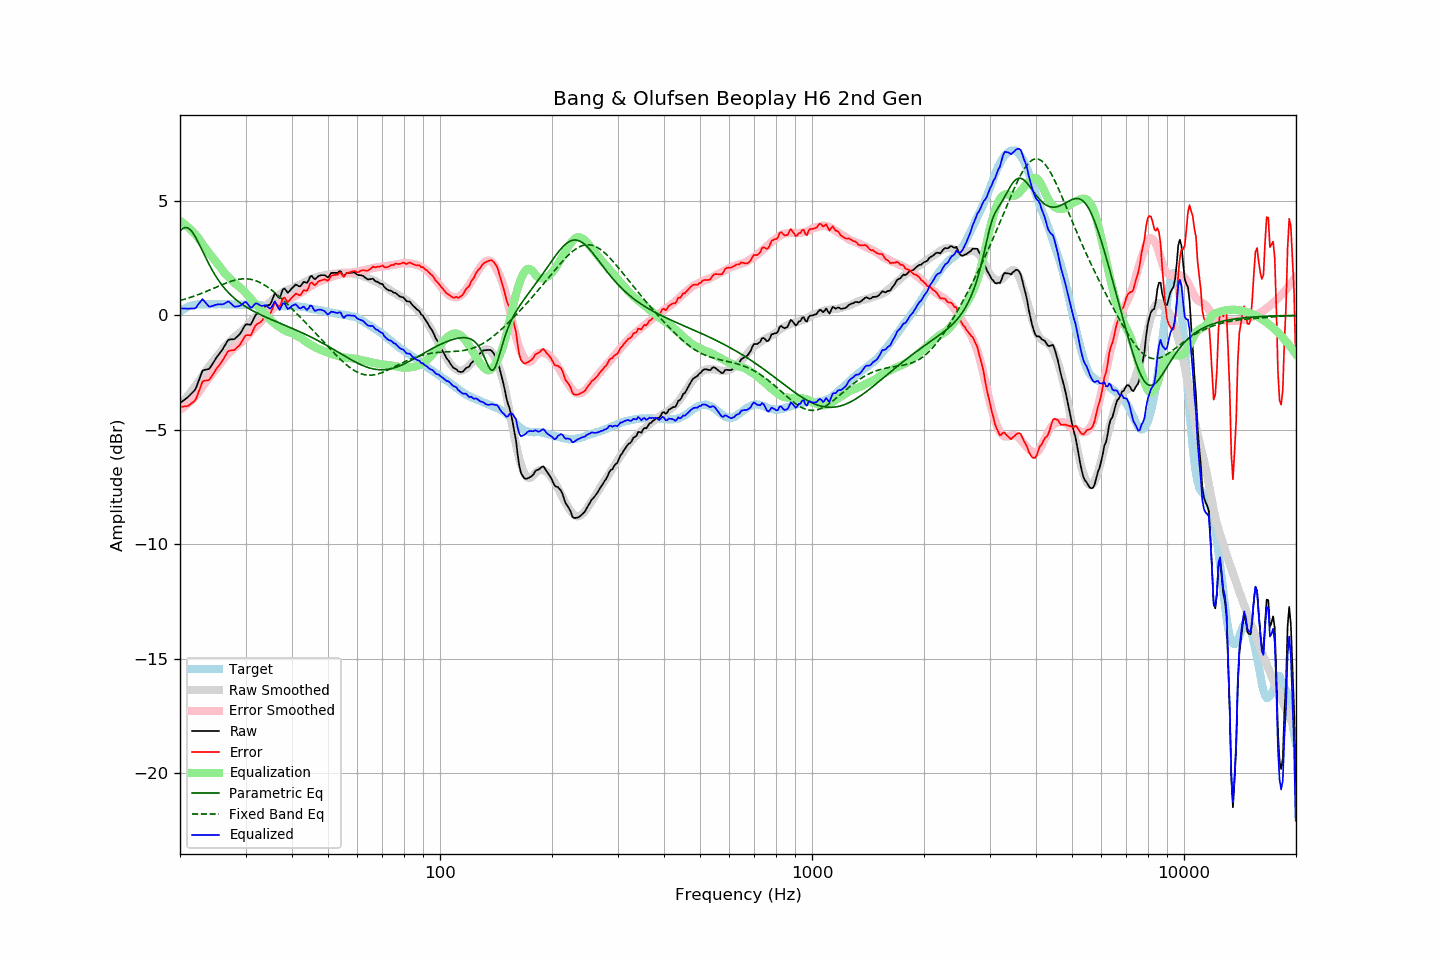 Bang & Olufsen Beoplay H6 2nd Gen
Amplitude (dBr)
5
0
−5
−10
−15
−20
Target
Raw Smoothed
Error Smoothed
Raw
Error
Equalization
Parametric Eq
Fixed Band Eq
Equalized
100
1000
10000
Frequency (Hz)